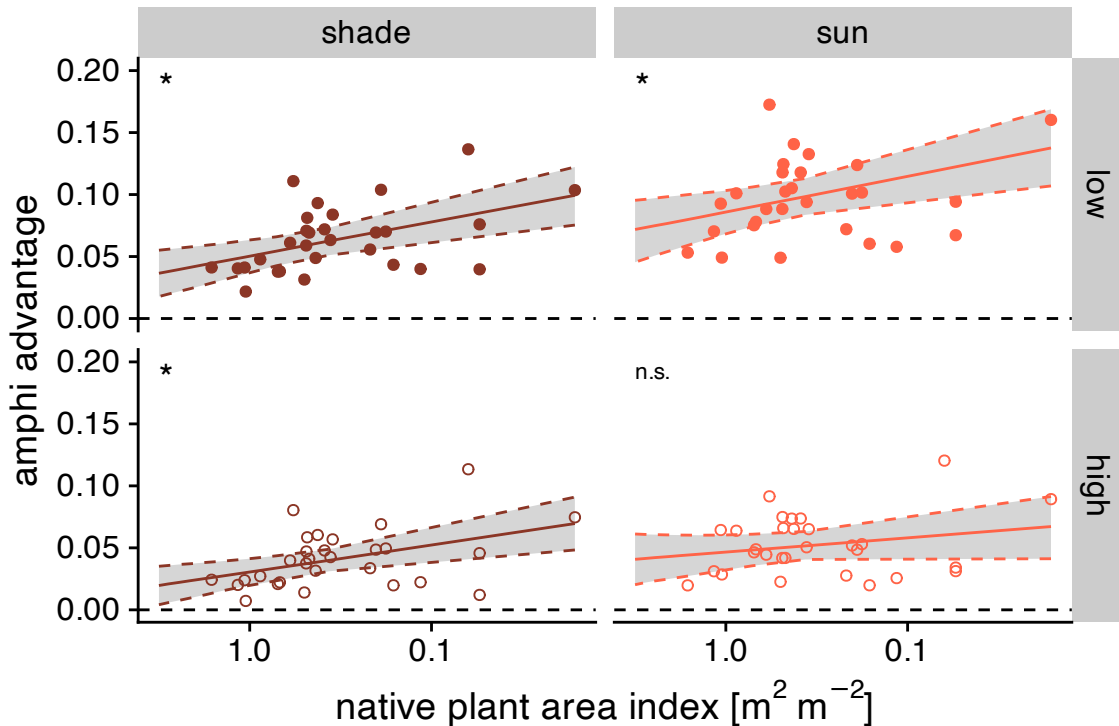 shade
sun
0.20
0.15
0.10
0.05
0.00
*
*
low
0.20
0.15
0.10
0.05
0.00
*
n.s.
high
amphi advantage
1.0
0.1
1.0
0.1
native plant area index [m² m⁻²]